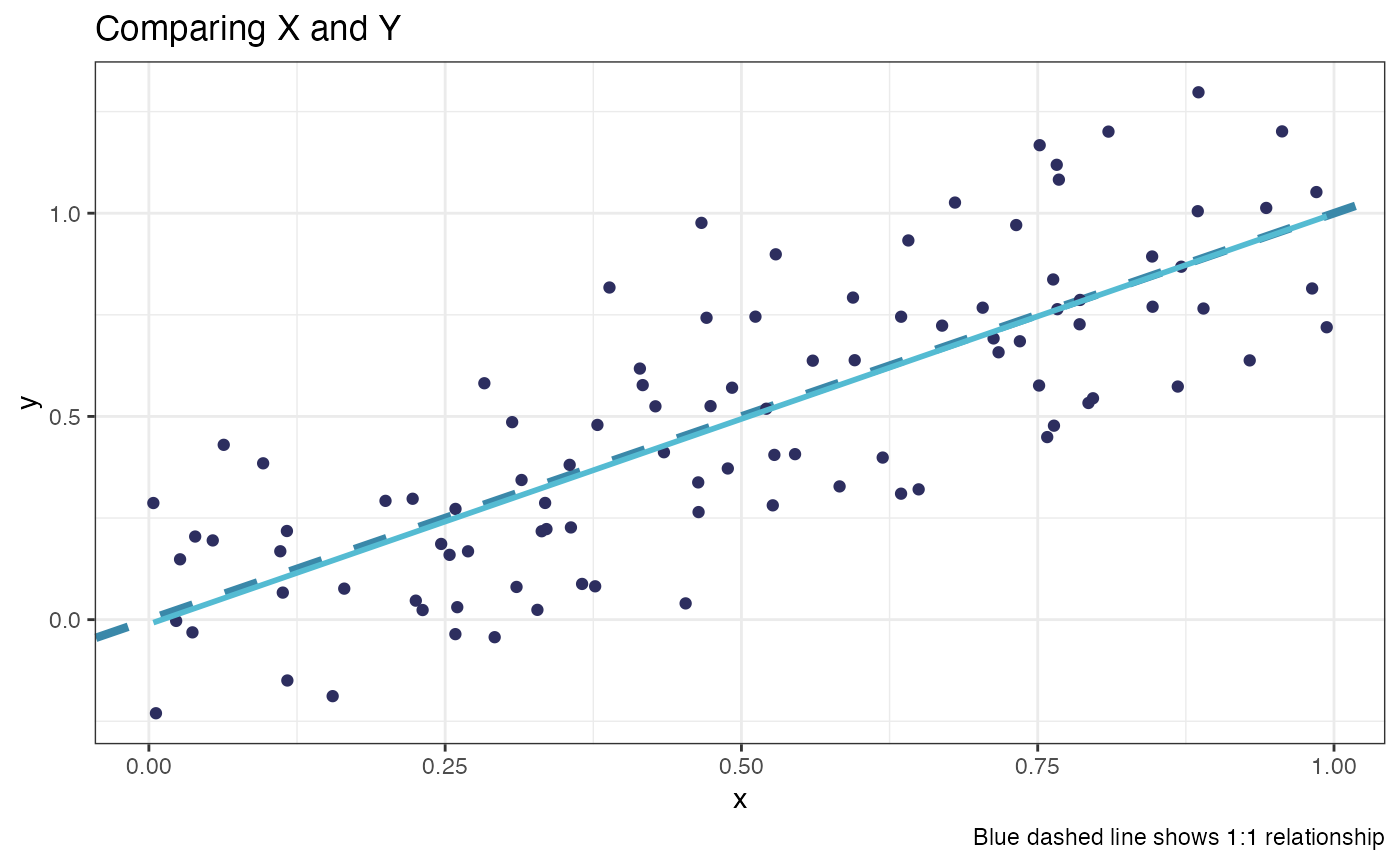 Comparing X and Y
1.0
0.5
0.0
y
0.00 0.25 0.50 0.75 1.00
x
Blue dashed line shows 1:1 relationship